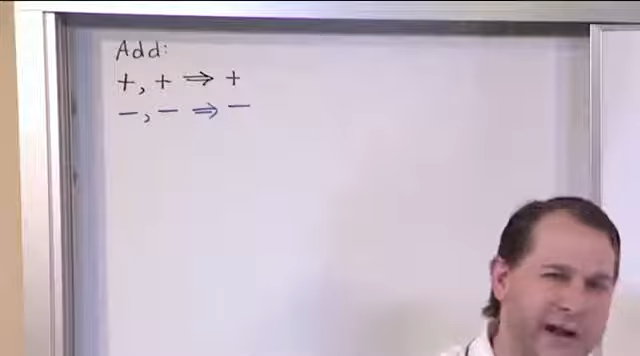 Add:
+, + ⇒ +
−, − ⇒ −